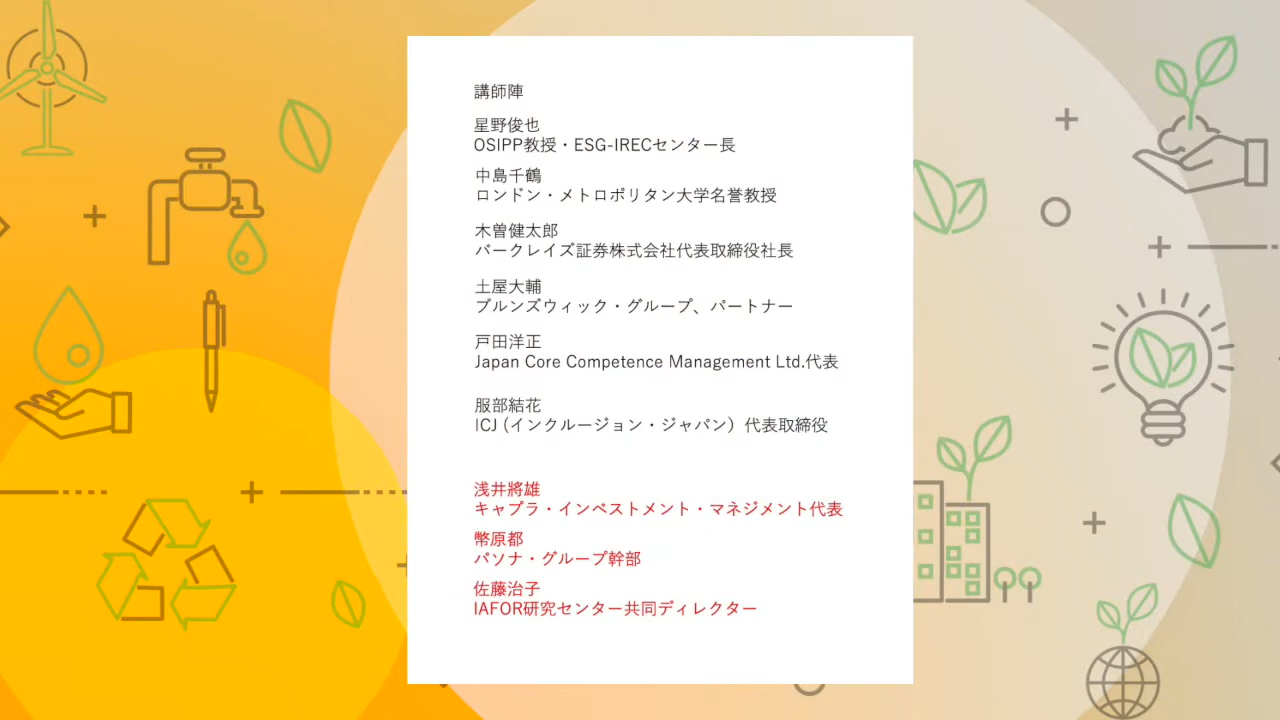 講師陣
星野俊也
OSIPP教授・ESG-IRECセンター長
中島千鶴
ロンドン・メトロポリタン大学名誉教授
木曽健太郎
バークレイズ証券株式会社代表取締役社長
土屋大輔
ブルンズウィック・グループ、パートナー
戸田洋正
Japan Core Competence Management Ltd.代表
服部結花
ICJ (インクルージョン・ジャパン）代表取締役
浅井將雄
キャプラ・インベストメント・マネジメント代表
幣原都
パソナ・グループ幹部
佐藤治子
IAFOR研究センター共同ディレクター